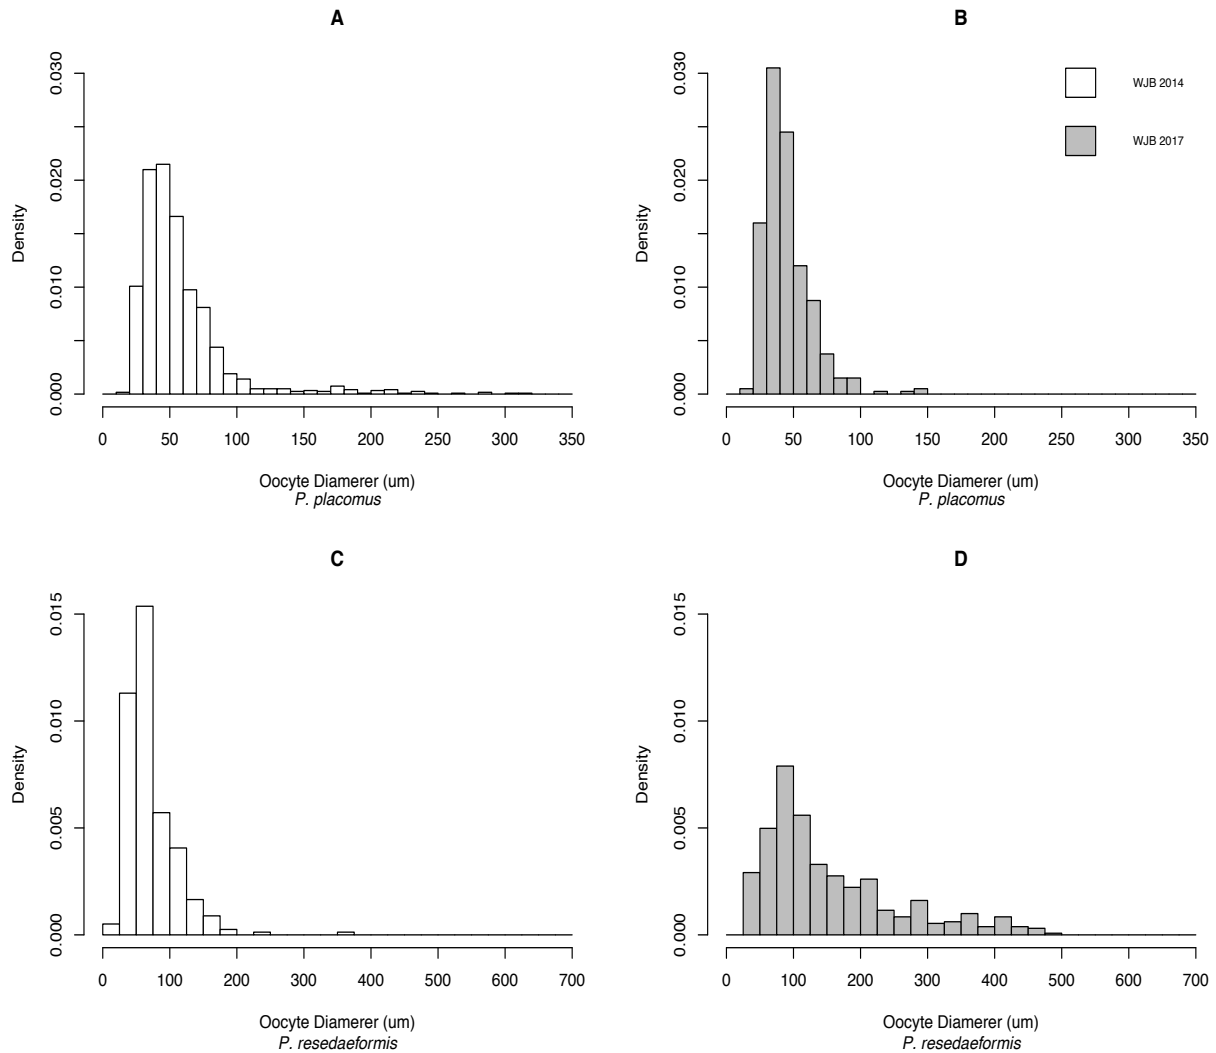 A
0.030
0.020
0.010
0.000
Density
0 50 100 150 200 250 300 350
Oocyte Diamerer (um)
P. placomus
B
WJB 2014
WJB 2017
0.030
0.020
0.010
0.000
Density
0 50 100 150 200 250 300 350
Oocyte Diamerer (um)
P. placomus
C
0.015
0.010
0.005
0.000
Density
0 100 200 300 400 500 600 700
Oocyte Diamerer (um)
P. resedaeformis
D
0.015
0.010
0.005
0.000
Density
0 100 200 300 400 500 600 700
Oocyte Diamerer (um)
P. resedaeformis